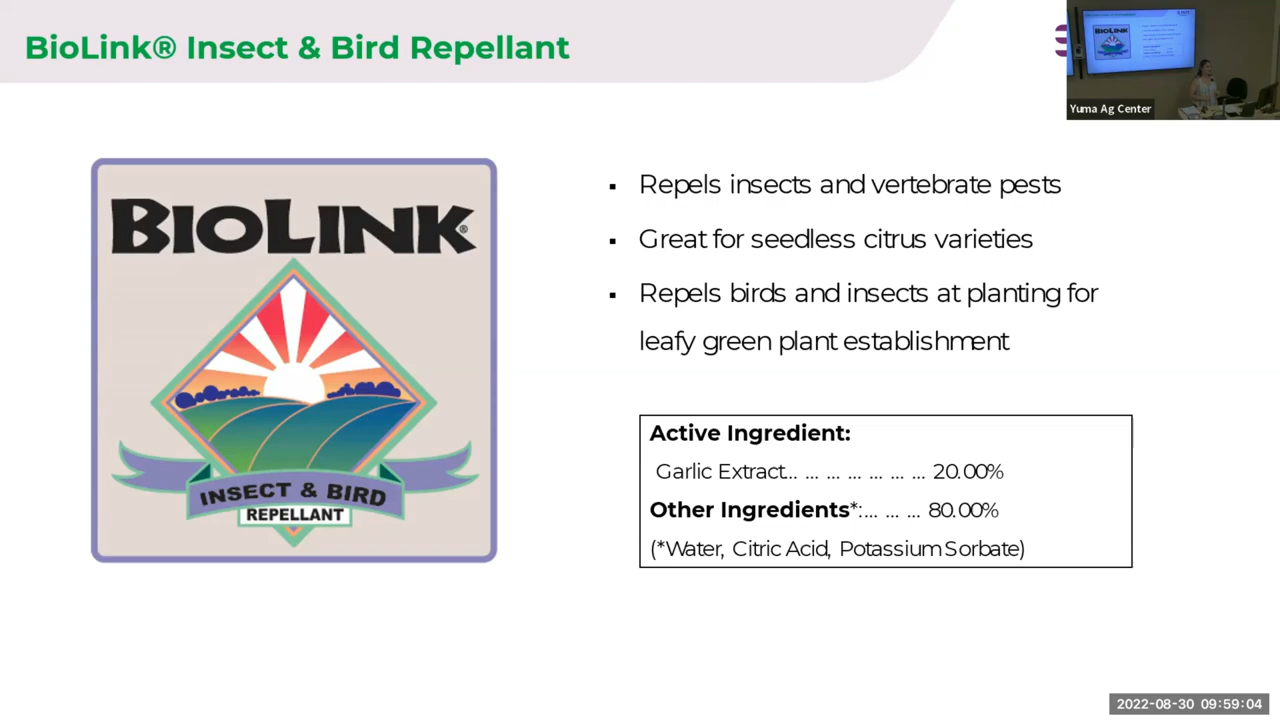 BioLink® Insect & Bird Repellant
Yuma Ag Center
BIOLINK®
INSECT & BIRD
REPELLANT
▪ Repels insects and vertebrate pests
▪ Great for seedless citrus varieties
▪ Repels birds and insects at planting for
leafy green plant establishment
Active Ingredient:
Garlic Extract... ... ... ... ... ... ... 20.00%
Other Ingredients*:... ... ... 80.00%
(*Water, Citric Acid, Potassium Sorbate)
2022-08-30 09:59:04